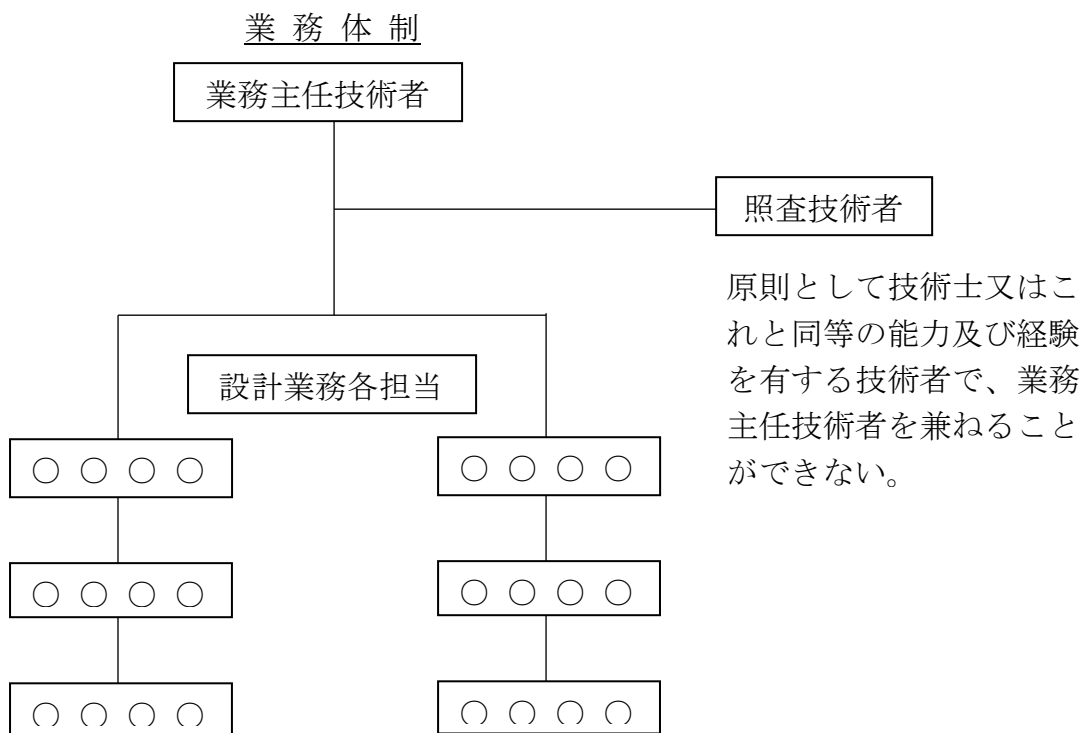 業 務 体 制
業務主任技術者
照査技術者
原則として技術士又はこ
れと同等の能力及び経験
を有する技術者で、業務
主任技術者を兼ねること
ができない。
設計業務各担当
○ ○ ○ ○
○ ○ ○ ○
○ ○ ○ ○
○ ○ ○ ○
○ ○ ○ ○
○ ○ ○ ○